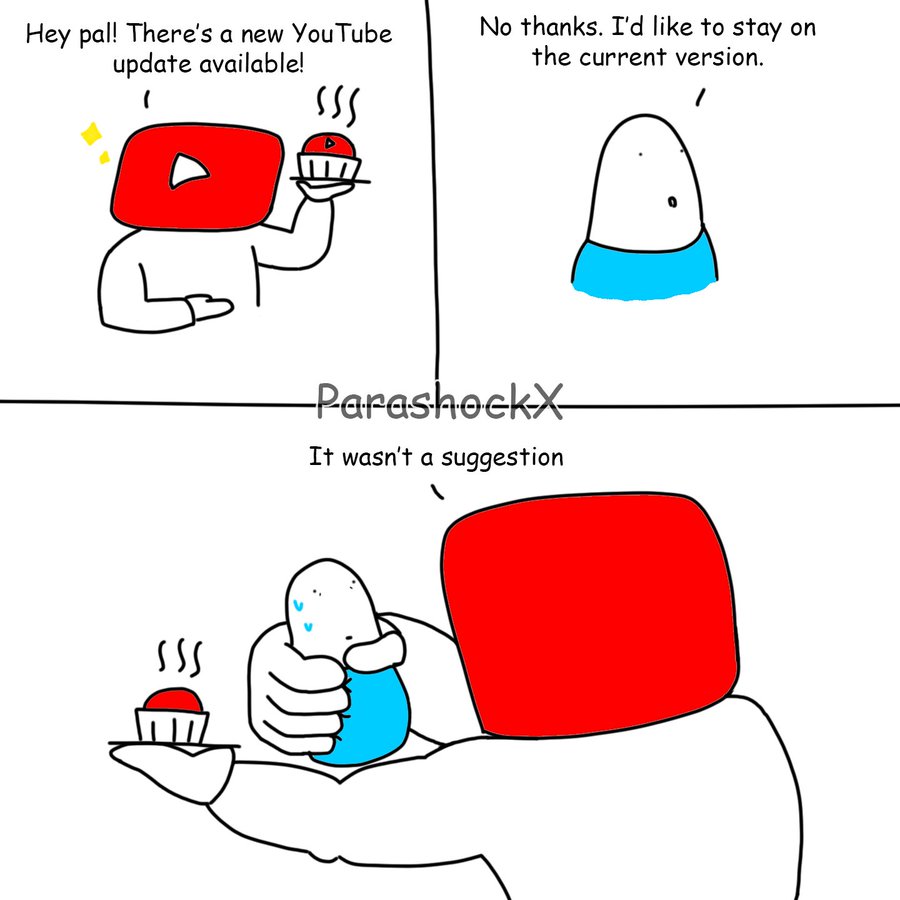 Hey pal! There's a new YouTube
update available!
No thanks. I'd like to stay on
the current version.
ParashockX
It wasn't a suggestion